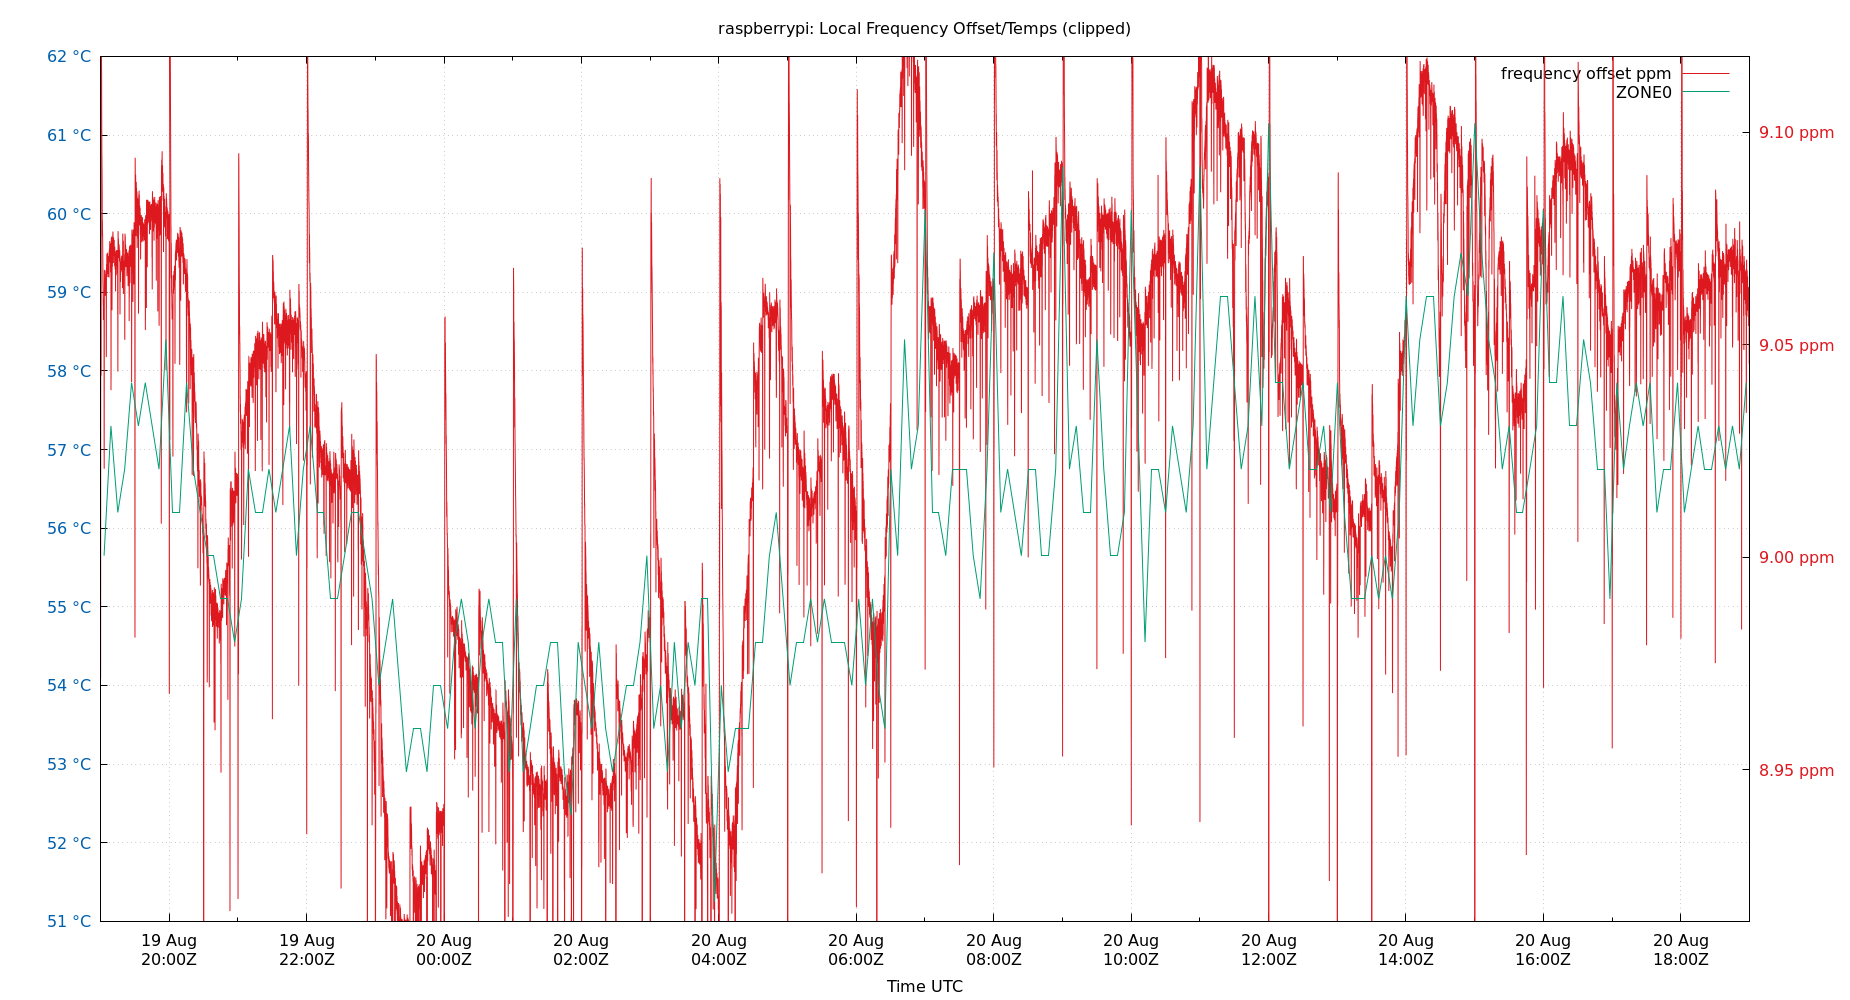 raspberrypi: Local Frequency Offset/Temps (clipped)
frequency offset ppm
ZONE0
62 °C
61 °C
60 °C
59 °C
58 °C
57 °C
56 °C
55 °C
54 °C
53 °C
52 °C
51 °C
9.10 ppm
9.05 ppm
9.00 ppm
8.95 ppm
19 Aug 19 Aug 20 Aug 20 Aug 20 Aug 20 Aug 20 Aug 20 Aug 20 Aug 20 Aug 20 Aug 20 Aug
20:00Z 22:00Z 00:00Z 02:00Z 04:00Z 06:00Z 08:00Z 10:00Z 12:00Z 14:00Z 16:00Z 18:00Z
Time UTC